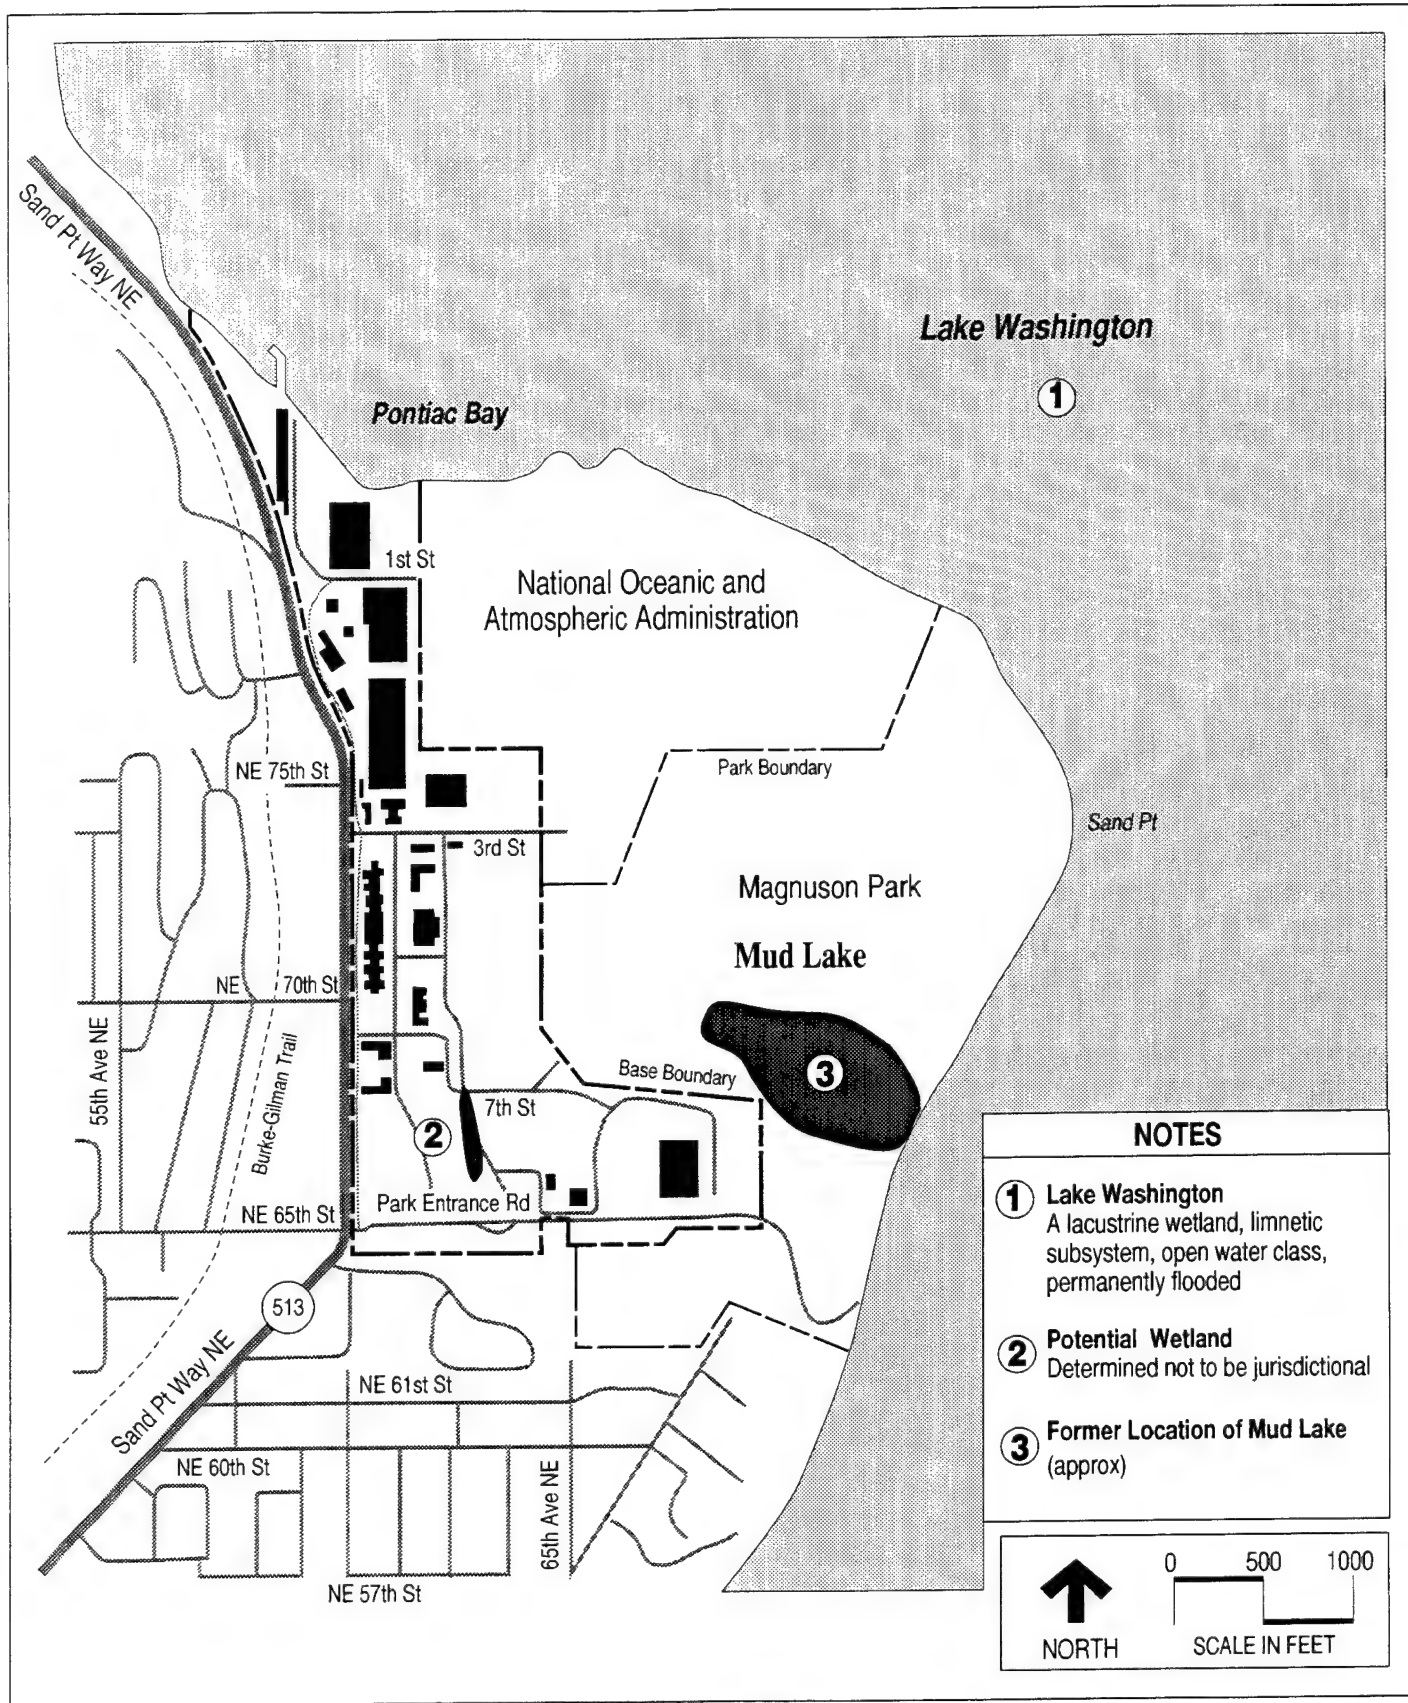 Sand Pt Way NE
Lake Washington
1
Pontiac Bay
1st St
National Oceanic and
Atmospheric Administration
NE 75th St
Park Boundary
Sand Pt
3rd St
Magnuson Park
Mud Lake
NE 70th St
55th Ave NE
Burke-Gilman Trail
Base Boundary
3
7th St
2
Park Entrance Rd
NE 65th St
513
Sand Pt Way NE
NE 61st St
NE 60th St
65th Ave NE
NE 57th St
NOTES
1 Lake Washington
A lacustrine wetland, limnetic
subsystem, open water class,
permanently flooded
2 Potential Wetland
Determined not to be jurisdictional
3 Former Location of Mud Lake
(approx)
0 500 1000
NORTH
SCALE IN FEET